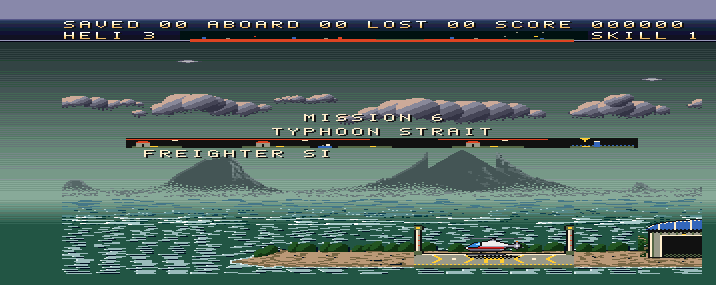 SAVED 00 ABOARD 00 LOST 00 SCORE 000000
HELI 3 SKILL 1
MISSION 6
TYPHOON STRAIT
FREIGHTER SI